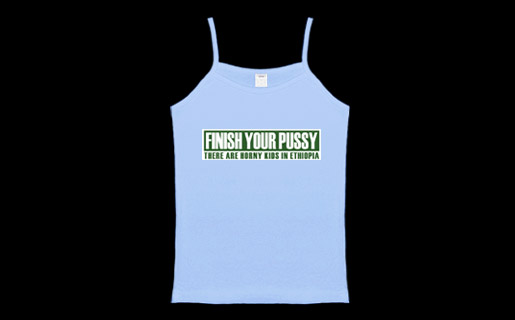 FINISH YOUR PUSSY
THERE ARE HORNY KIDS IN ETHIOPIA